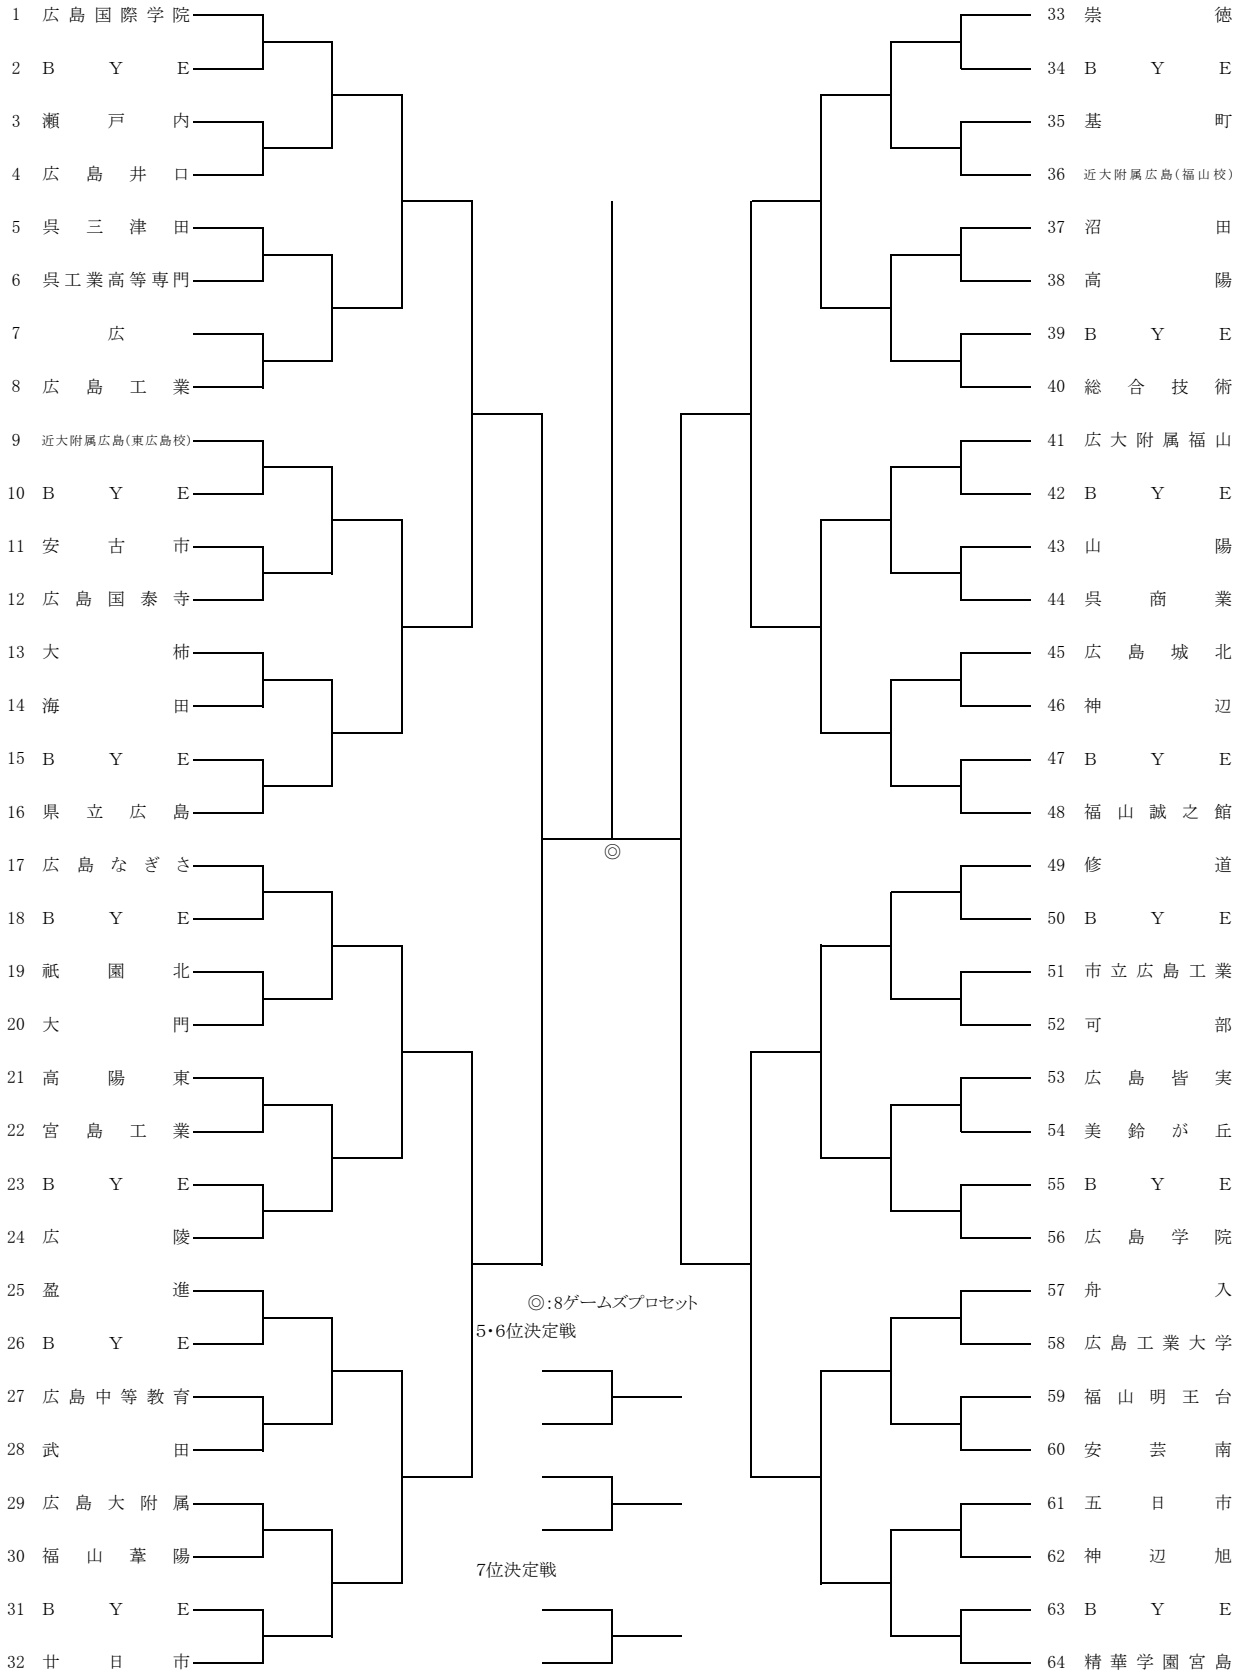 1 広島国際学院
2 BYE
3 瀬戸内
4 広島井口
5 呉三津田
6 呉工業高等専門
7 広
8 広島工業
9 近大附属広島(東広島校)
10 BYE
11 安古市
12 広島国泰寺
13 大柿
14 海田
15 BYE
16 県立広島
17 広島なぎさ
18 BYE
19 祇園北
20 大門
21 高陽東
22 宮島工業
23 BYE
24 広陵
25 盈進
26 BYE
27 広島中等教育
28 武田
29 広島大附属
30 福山葦陽
31 BYE
32 廿日市
◎
◎:8ゲームズプロセット
5・6位決定戦
7位決定戦
33 崇徳
34 BYE
35 基町
36 近大附属広島(福山校)
37 沼田
38 高陽
39 BYE
40 総合技術
41 広大附属福山
42 BYE
43 山陽
44 呉商業
45 広島城北
46 神辺
47 BYE
48 福山誠之館
49 修道
50 BYE
51 市立広島工業
52 可部
53 広島皆実
54 美鈴が丘
55 BYE
56 広島学院
57 舟入
58 広島工業大学
59 福山明王台
60 安芸南
61 五日市
62 神辺旭
63 BYE
64 精華学園宮島